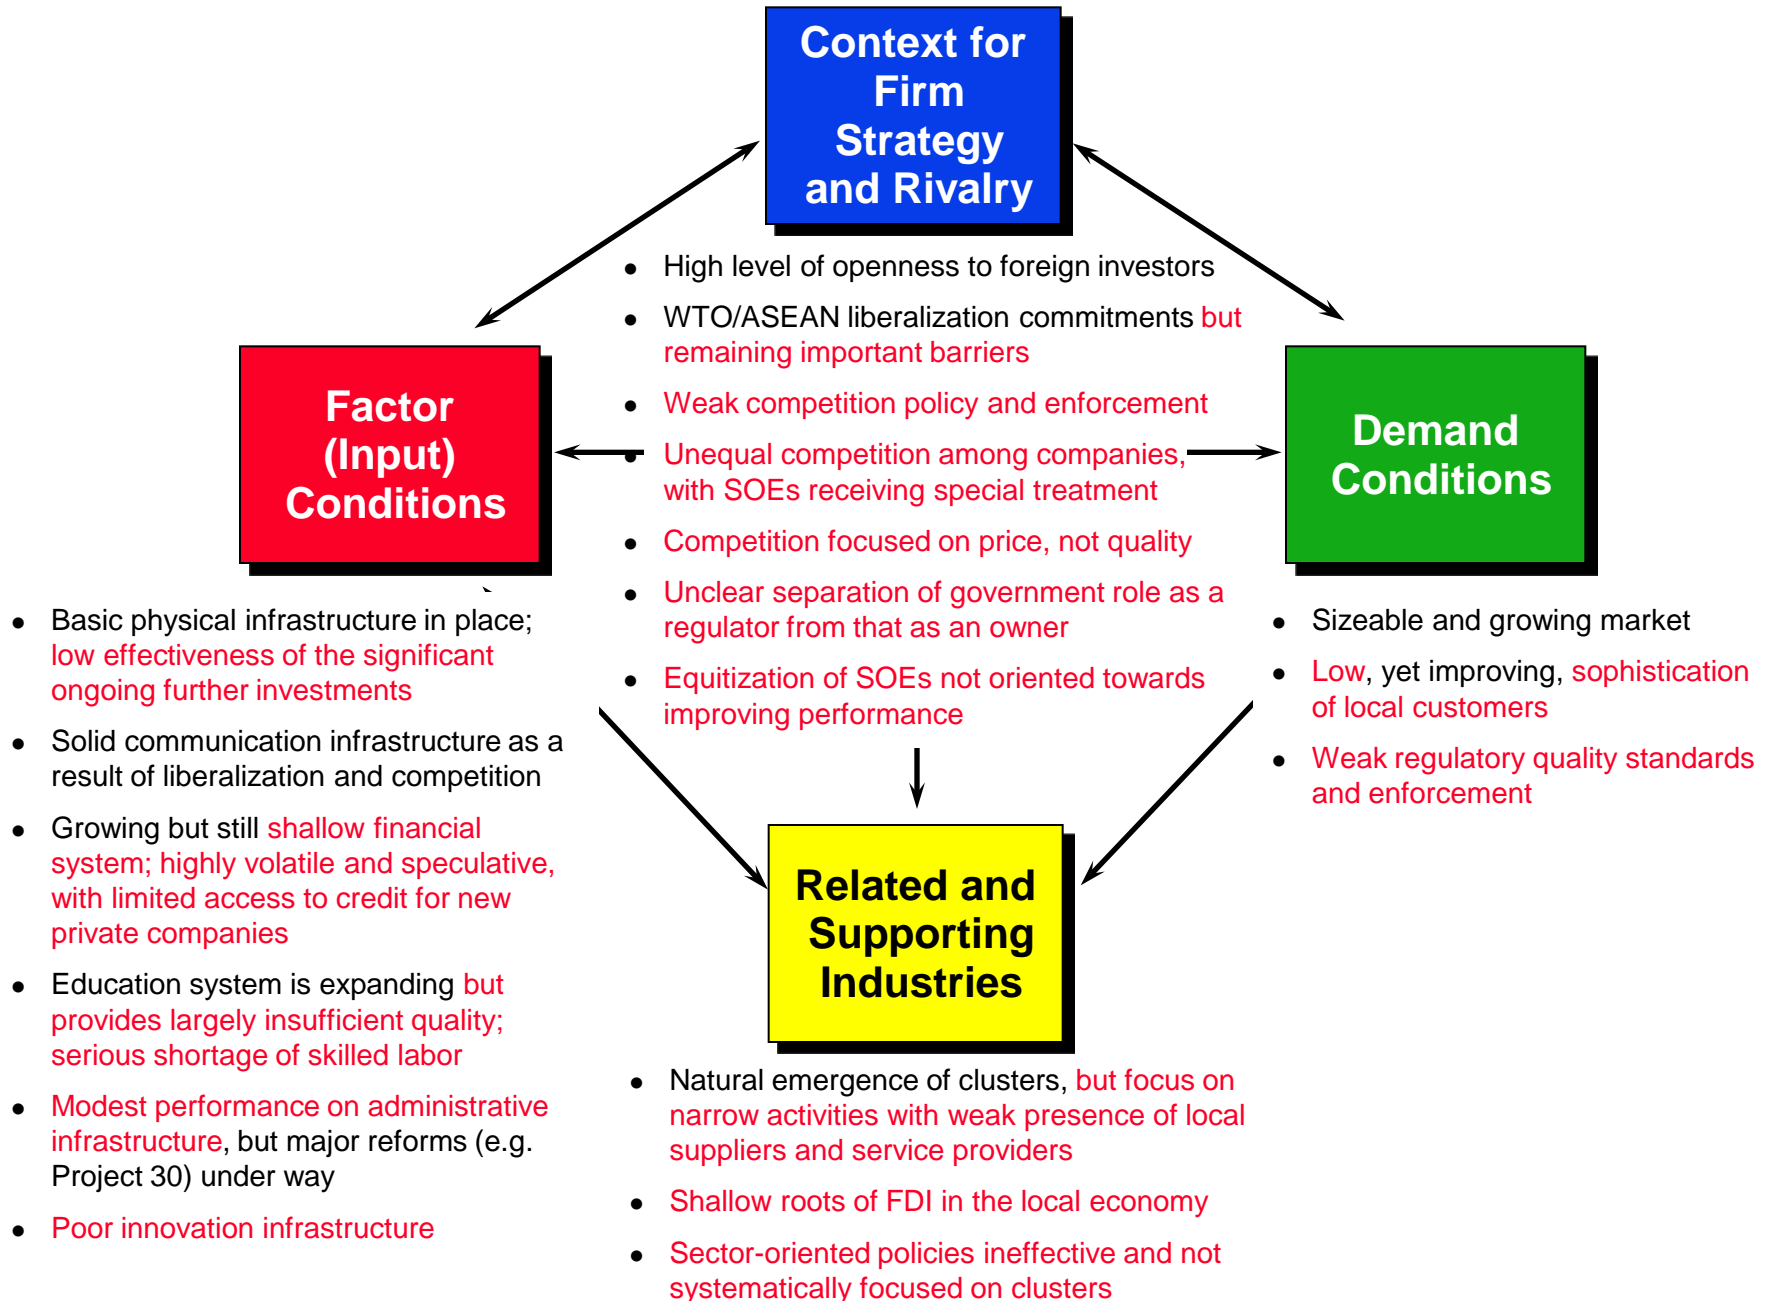 Context for
Firm
Strategy
and Rivalry
● High level of openness to foreign investors
● WTO/ASEAN liberalization commitments but
remaining important barriers
● Weak competition policy and enforcement
● Unequal competition among companies,
with SOEs receiving special treatment
● Competition focused on price, not quality
● Unclear separation of government role as a
regulator from that as an owner
● Equitization of SOEs not oriented towards
improving performance
Factor
(Input)
Conditions
● Basic physical infrastructure in place;
low effectiveness of the significant
ongoing further investments
● Solid communication infrastructure as a
result of liberalization and competition
● Growing but still shallow financial
system; highly volatile and speculative,
with limited access to credit for new
private companies
● Education system is expanding but
provides largely insufficient quality;
serious shortage of skilled labor
● Modest performance on administrative
infrastructure, but major reforms (e.g.
Project 30) under way
● Poor innovation infrastructure
Demand
Conditions
● Sizeable and growing market
● Low, yet improving, sophistication
of local customers
● Weak regulatory quality standards
and enforcement
Related and
Supporting
Industries
● Natural emergence of clusters, but focus on
narrow activities with weak presence of local
suppliers and service providers
● Shallow roots of FDI in the local economy
● Sector-oriented policies ineffective and not
systematically focused on clusters